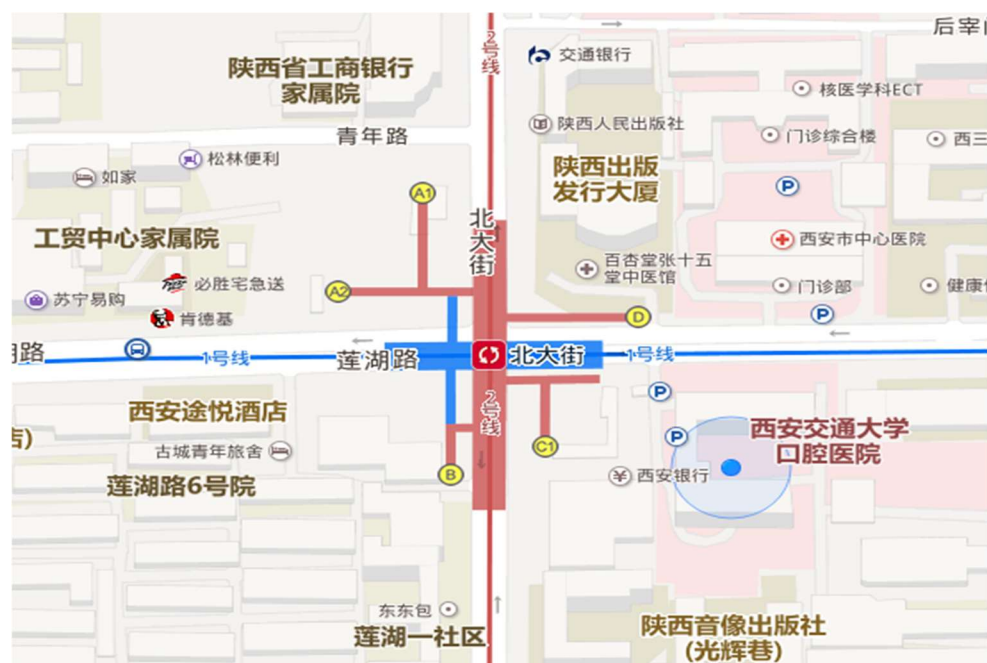 后宰门
2号线
交通银行
陕西省工商银行
家属院
核医学科ECT
陕西人民出版社
青年路
门诊综合楼
西三
松林便利
陕西出版
发行大厦
如家
P
A1
北大街
工贸中心家属院
西安市中心医院
百杏堂张十五
堂中医馆
必胜宅急送
A2
门诊部
健康
苏宁易购
肯德基
D
P
湖路
1号线
莲湖路
北大街
1号线
P
2号线
西安途悦酒店
店)
P
西安交通大学
口腔医院
古城青年旅舍
C1
B
西安银行
莲湖路6号院
东东包
莲湖一社区
陕西音像出版社
(光辉巷)